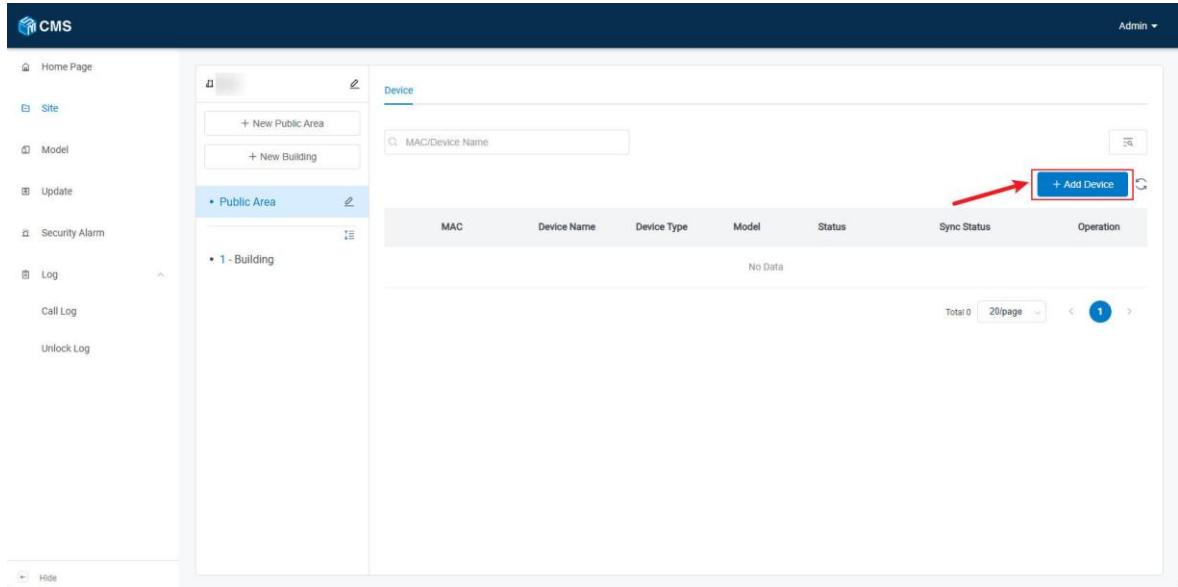 CMS
Admin
Home Page
Site
Model
Update
Security Alarm
Log
Call Log
Unlock Log
Hide
+ New Public Area
+ New Building
• Public Area
• 1 - Building
Device
MAC/Device Name
+ Add Device
MAC Device Name Device Type Model Status Sync Status Operation
No Data
Total 0 20/page < 1 >